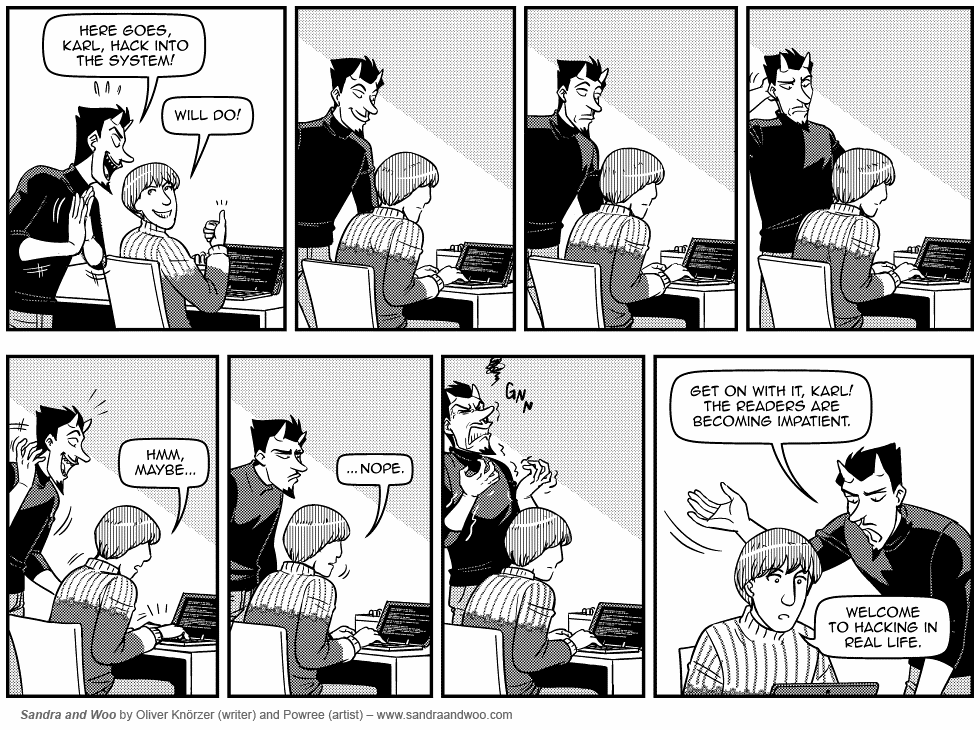 HERE GOES,
KARL, HACK INTO
THE SYSTEM!
WILL DO!
HMM,
MAYBE...
...NOPE.
GNN
GET ON WITH IT, KARL!
THE READERS ARE
BECOMING IMPATIENT.
WELCOME
TO HACKING IN
REAL LIFE.
Sandra and Woo by Oliver Knörzer (writer) and Powree (artist) – www.sandraandwoo.com